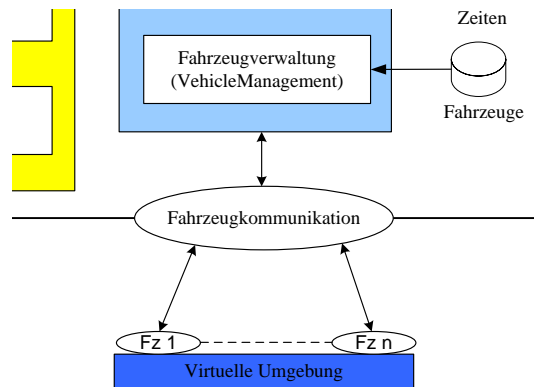 Zeiten
Fahrzeugverwaltung
(VehicleManagement)
Fahrzeuge
Fahrzeugkommunikation
Fz 1
Fz n
Virtuelle Umgebung